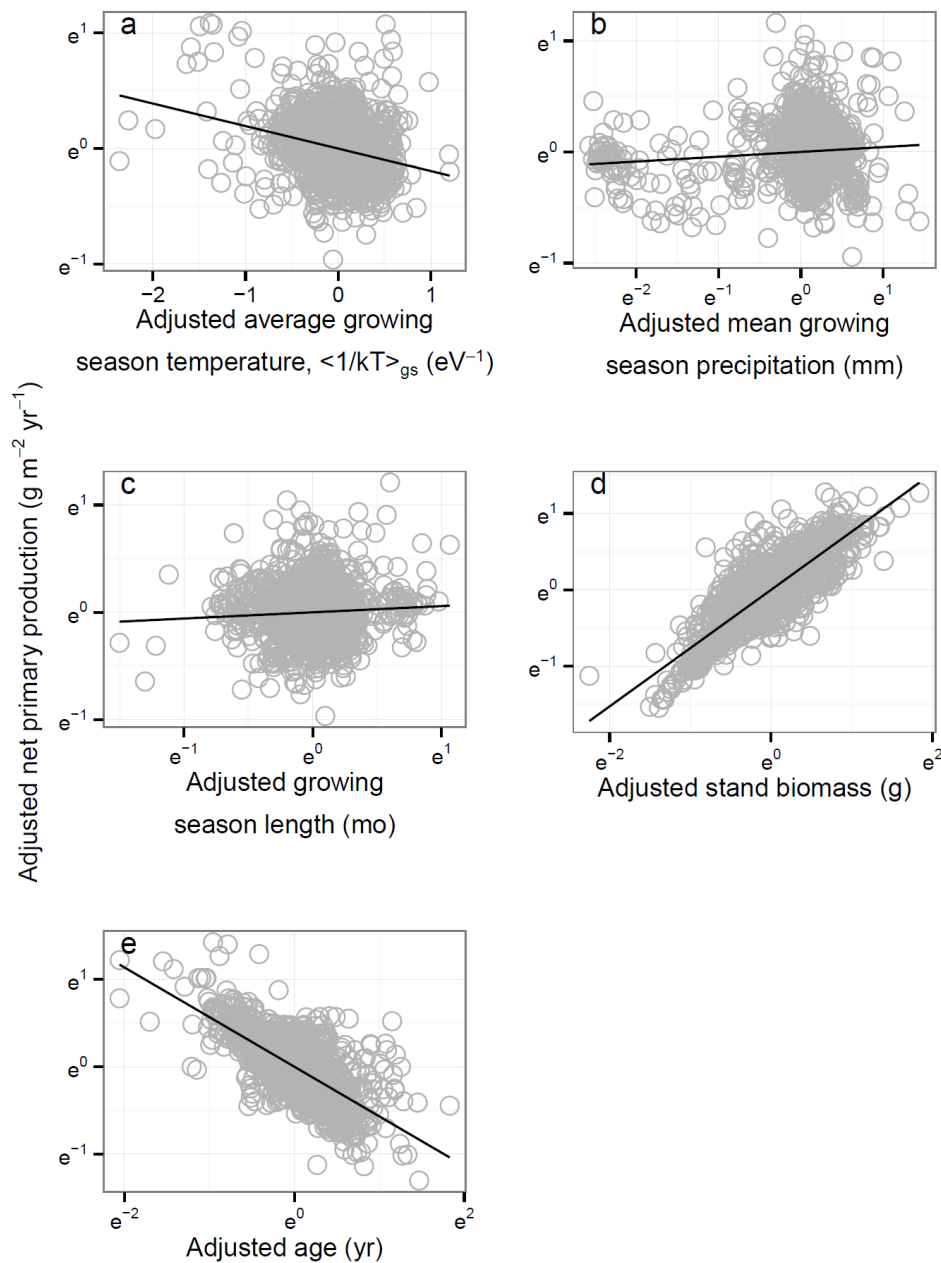 a
e¹
e⁰
e⁻¹
−2 −1 0 1
Adjusted average growing
season temperature, <1/kT>gs (eV⁻¹)
b
e¹
e⁰
e⁻¹
e⁻² e⁻¹ e⁰ e¹
Adjusted mean growing
season precipitation (mm)
Adjusted net primary production (g m⁻² yr⁻¹)
c
e¹
e⁰
e⁻¹
e⁻¹ e⁰ e¹
Adjusted growing
season length (mo)
d
e¹
e⁰
e⁻¹
e⁻² e⁰ e²
Adjusted stand biomass (g)
e
e¹
e⁰
e⁻¹
e⁻² e⁰ e²
Adjusted age (yr)